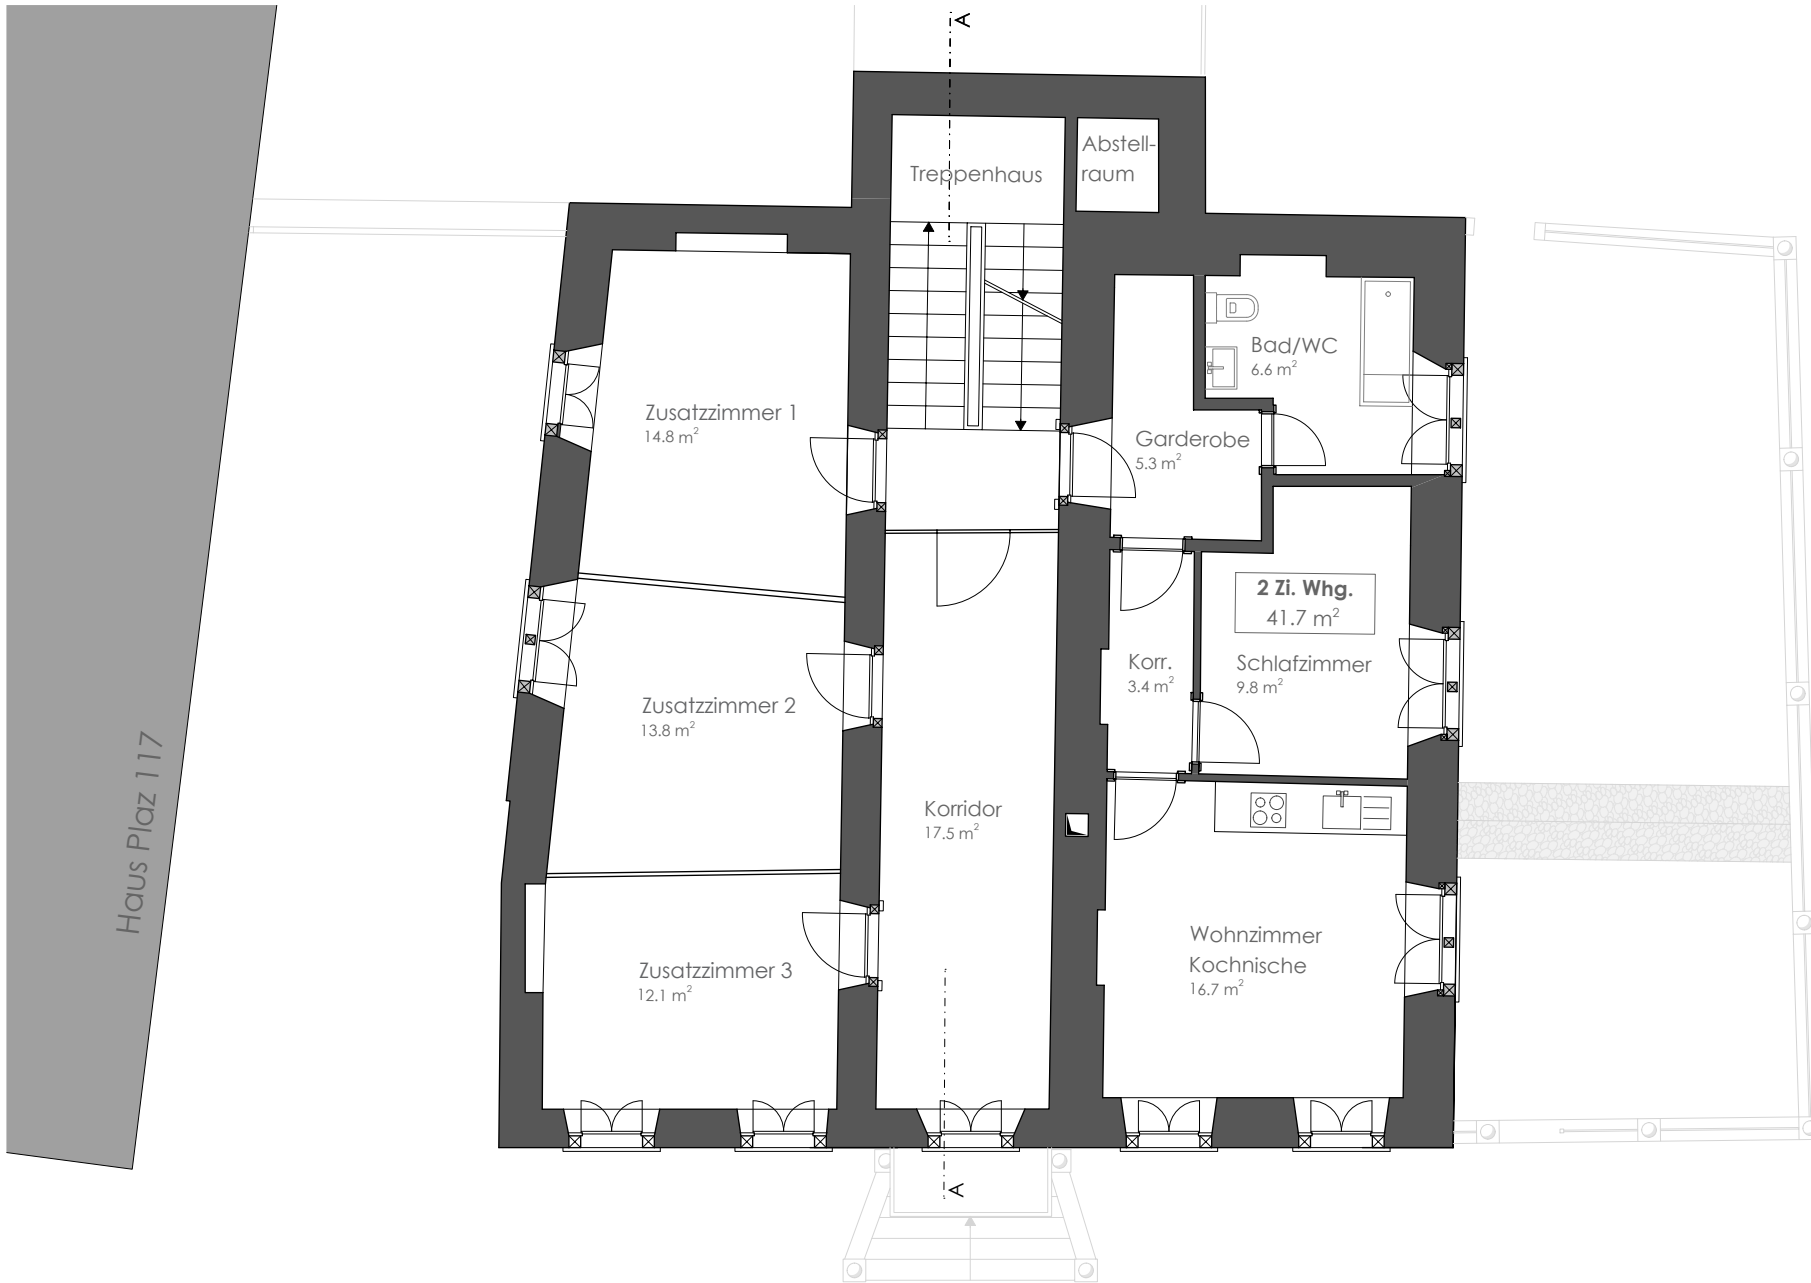 A
Abstell-
raum
Treppenhaus
Bad/WC
6.6 m²
Zusatzzimmer 1
14.8 m²
Garderobe
5.3 m²
2 Zi. Whg.
41.7 m²
Korr.
3.4 m²
Schlafzimmer
9.8 m²
Zusatzzimmer 2
13.8 m²
Haus Plaz 117
Korridor
17.5 m²
Wohnzimmer
Kochnische
16.7 m²
Zusatzzimmer 3
12.1 m²
A